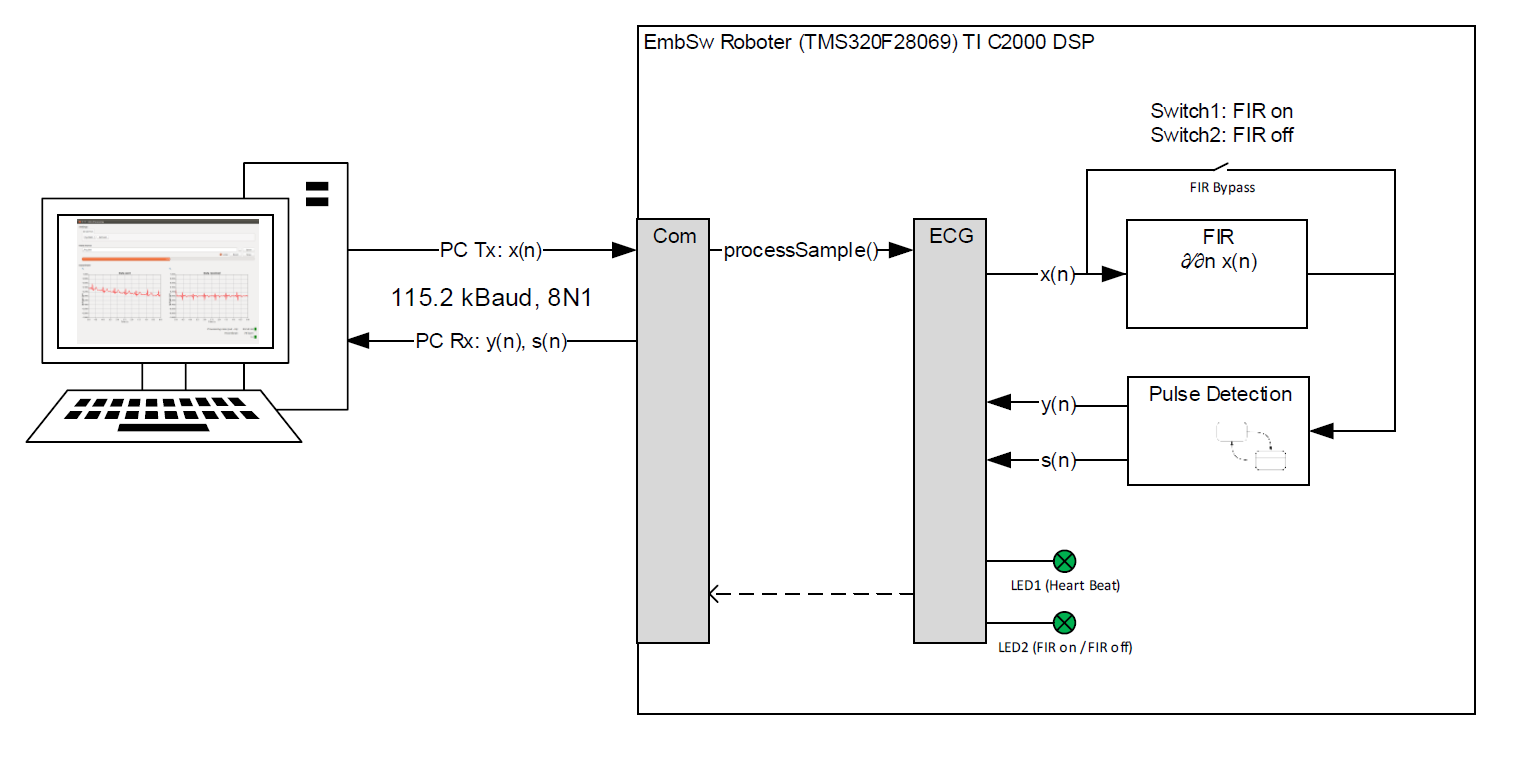 EmbSw Roboter (TMS320F28069) TI C2000 DSP
Switch1: FIR on
Switch2: FIR off
FIR Bypass
Com
ECG
FIR
∂/∂n x(n)
PC Tx: x(n)
processSample()
x(n)
115.2 kBaud, 8N1
PC Rx: y(n), s(n)
Pulse Detection
y(n)
s(n)
LED1 (Heart Beat)
LED2 (FIR on / FIR off)